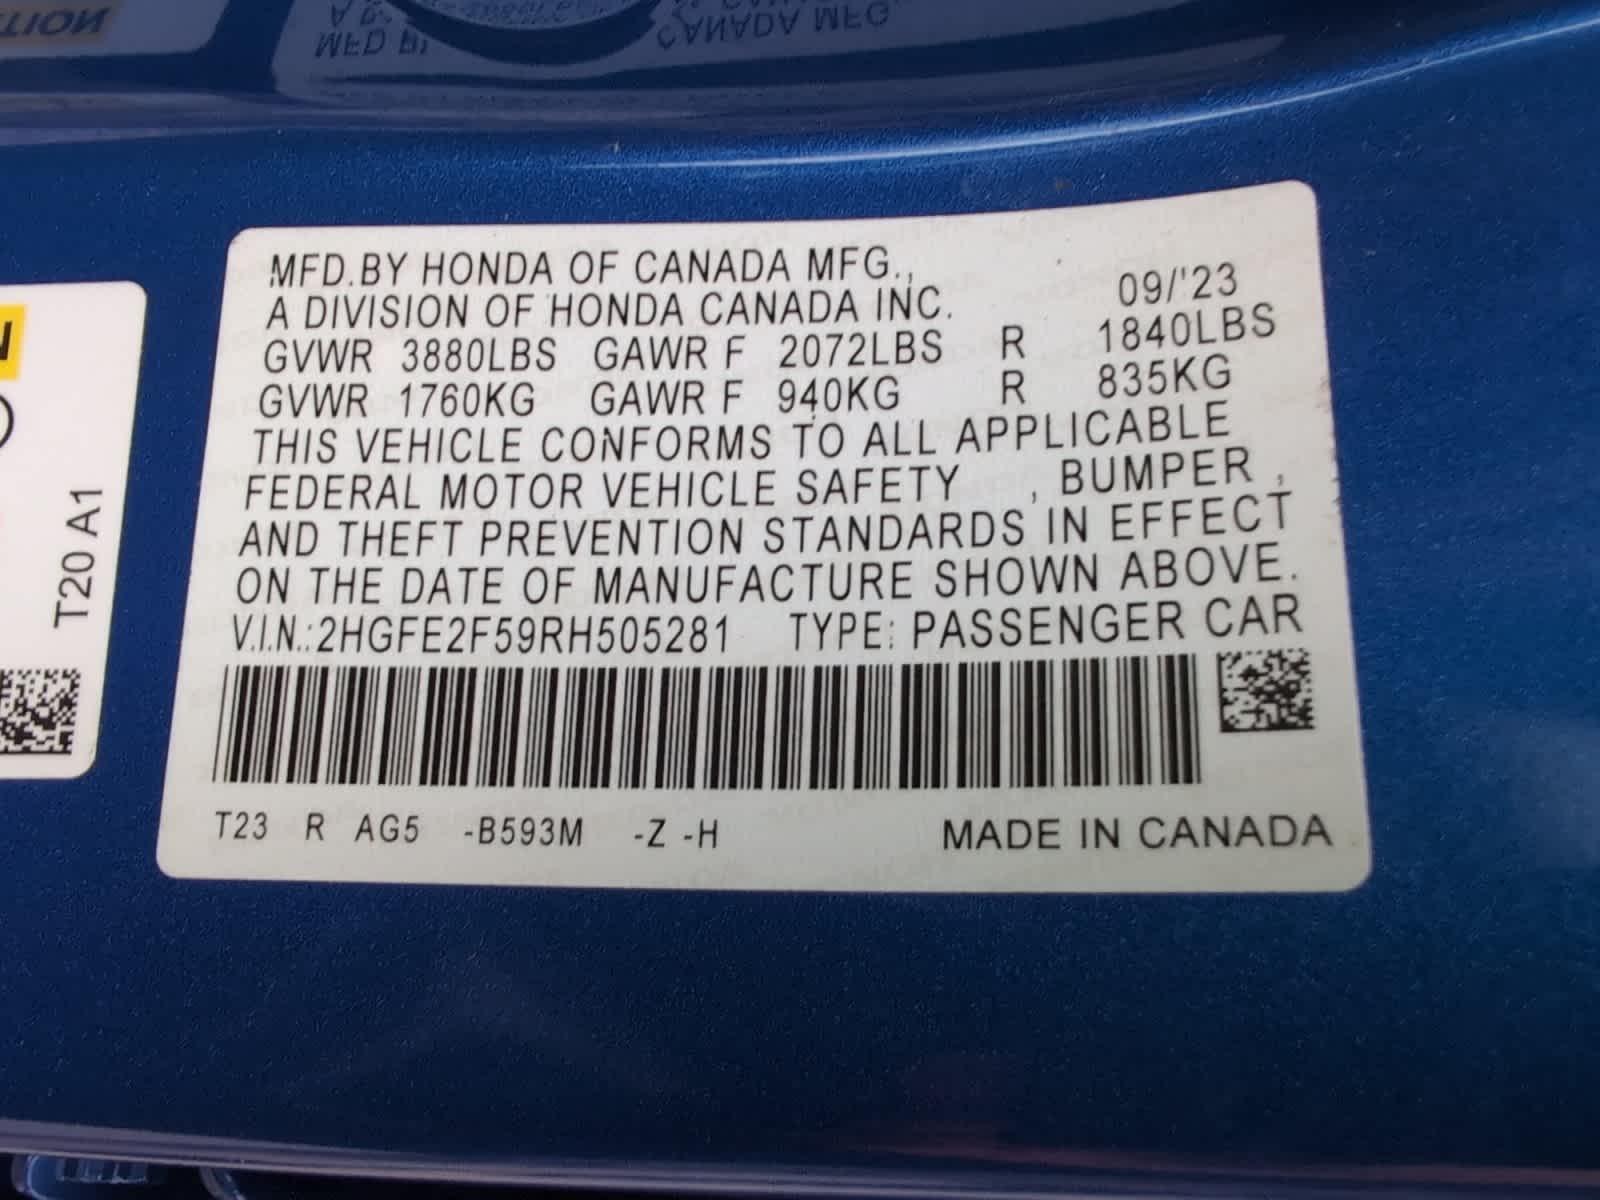 MFD. BY HONDA OF CANADA MFG.,
A DIVISION OF HONDA CANADA INC. 09/'23
GVWR 3880LBS GAWR F 2072LBS R 1840LBS
GVWR 1760KG GAWR F 940KG R 835KG
THIS VEHICLE CONFORMS TO ALL APPLICABLE
FEDERAL MOTOR VEHICLE SAFETY , BUMPER ,
AND THEFT PREVENTION STANDARDS IN EFFECT
ON THE DATE OF MANUFACTURE SHOWN ABOVE.
V.I.N.:2HGFE2F59RH505281 TYPE: PASSENGER CAR
T23 R AG5 -B593M -Z -H MADE IN CANADA
T20 A1